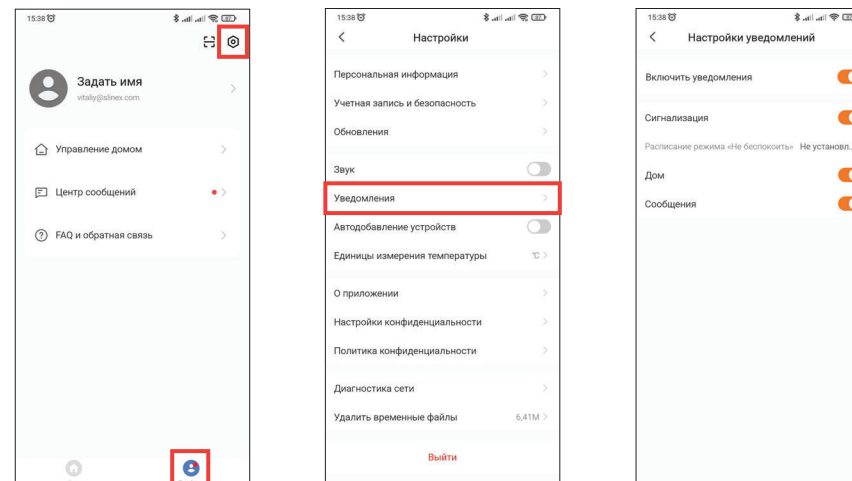 15:38
87
Задать имя
vitaliy@slinex.com
Управление домом
Центр сообщений
FAQ и обратная связь
15:38
87
Настройки
Персональная информация
Учетная запись и безопасность
Обновления
Звук
Уведомления
Автодобавление устройств
Единицы измерения температуры °C
О приложении
Настройки конфиденциальности
Политика конфиденциальности
Диагностика сети
Удалить временные файлы 6,41M
Выйти
15:38
Настройки уведомлений
Включить уведомления
Сигнализация
Расписание режима «Не беспокоить» Не установл..
Дом
Сообщения